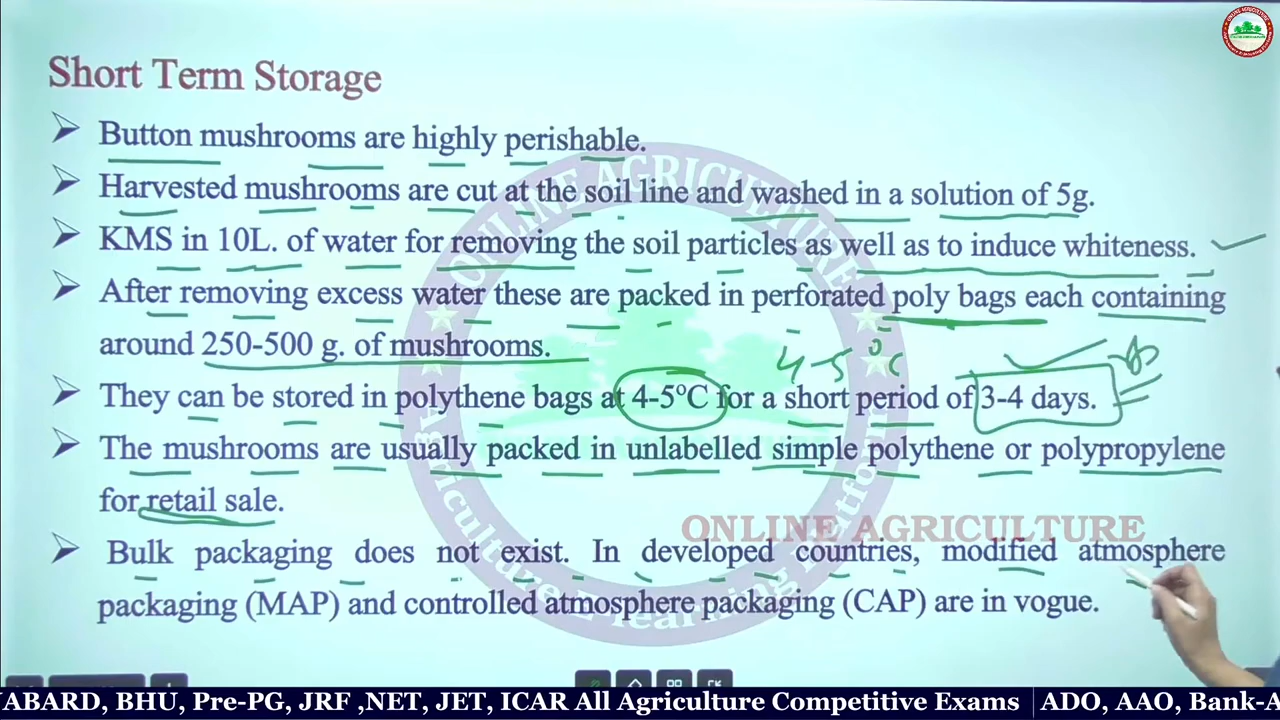 Short Term Storage
➢ Button mushrooms are highly perishable.
➢ Harvested mushrooms are cut at the soil line and washed in a solution of 5g.
➢ KMS in 10L. of water for removing the soil particles as well as to induce whiteness.
➢ After removing excess water these are packed in perforated poly bags each containing
around 250-500 g. of mushrooms.
4-5°C
➢ They can be stored in polythene bags at 4-5°C for a short period of 3-4 days.
➢ The mushrooms are usually packed in unlabelled simple polythene or polypropylene
for retail sale.
ONLINE AGRICULTURE
➢ Bulk packaging does not exist. In developed countries, modified atmosphere
packaging (MAP) and controlled atmosphere packaging (CAP) are in vogue.
ABARD, BHU, Pre-PG, JRF ,NET, JET, ICAR All Agriculture Competitive Exams ADO, AAO, Bank-A